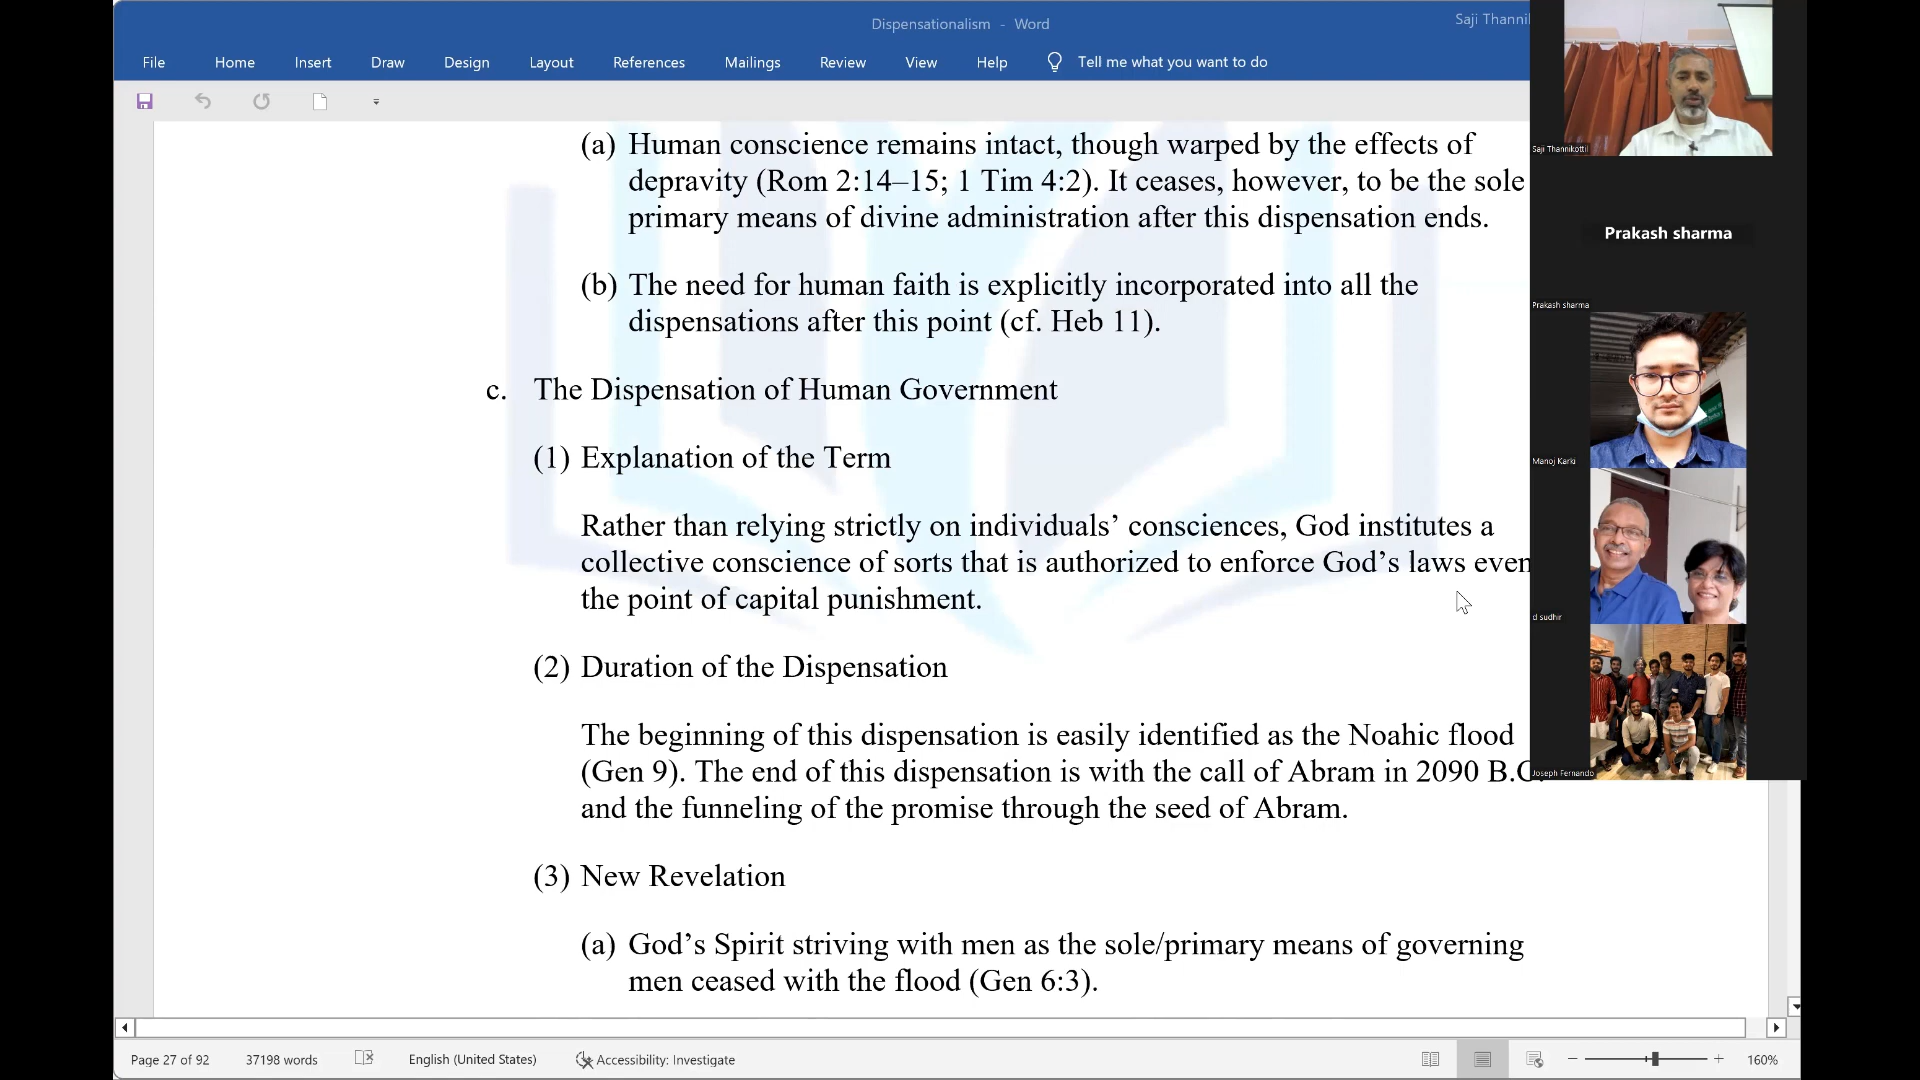 Dispensationalism - Word
Saji Thannik
File Home Insert Draw Design Layout References Mailings Review View Help Tell me what you want to do
(a) Human conscience remains intact, though warped by the effects of
depravity (Rom 2:14–15; 1 Tim 4:2). It ceases, however, to be the sole
primary means of divine administration after this dispensation ends.
(b) The need for human faith is explicitly incorporated into all the
dispensations after this point (cf. Heb 11).
c. The Dispensation of Human Government
(1) Explanation of the Term
Rather than relying strictly on individuals’ consciences, God institutes a
collective conscience of sorts that is authorized to enforce God’s laws even
the point of capital punishment.
(2) Duration of the Dispensation
The beginning of this dispensation is easily identified as the Noahic flood
(Gen 9). The end of this dispensation is with the call of Abram in 2090 B.C.
and the funneling of the promise through the seed of Abram.
(3) New Revelation
(a) God’s Spirit striving with men as the sole/primary means of governing
men ceased with the flood (Gen 6:3).
Saji Thannikottil
Prakash sharma
Prakash sharma
Manoj Karki
d sudhir
Joseph Fernando
Page 27 of 92 37198 words English (United States) Accessibility: Investigate 160%